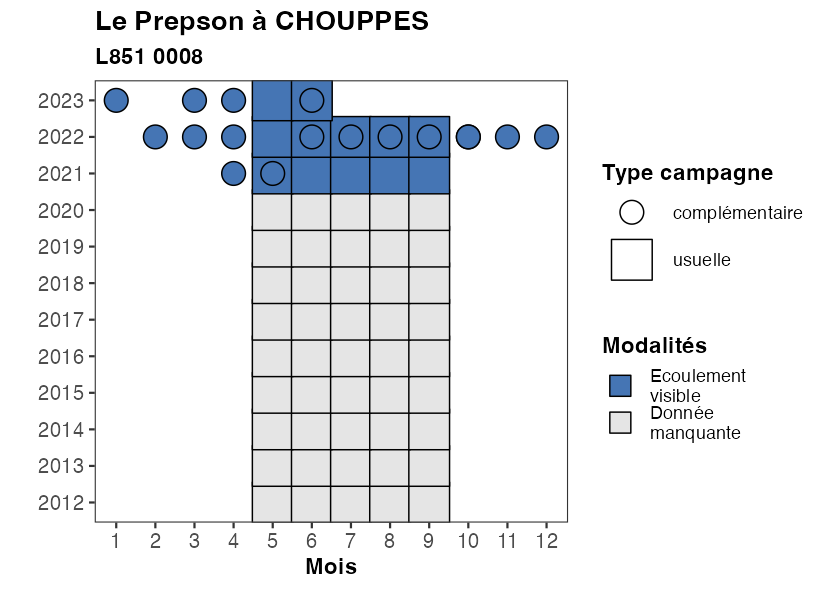 Le Prepson à CHOUPPES
L851 0008
2023
2022
2021
2020
2019
2018
2017
2016
2015
2014
2013
2012
1 2 3 4 5 6 7 8 9 10 11 12
Mois
Type campagne
complémentaire
usuelle
Modalités
Ecoulement
visible
Donnée
manquante